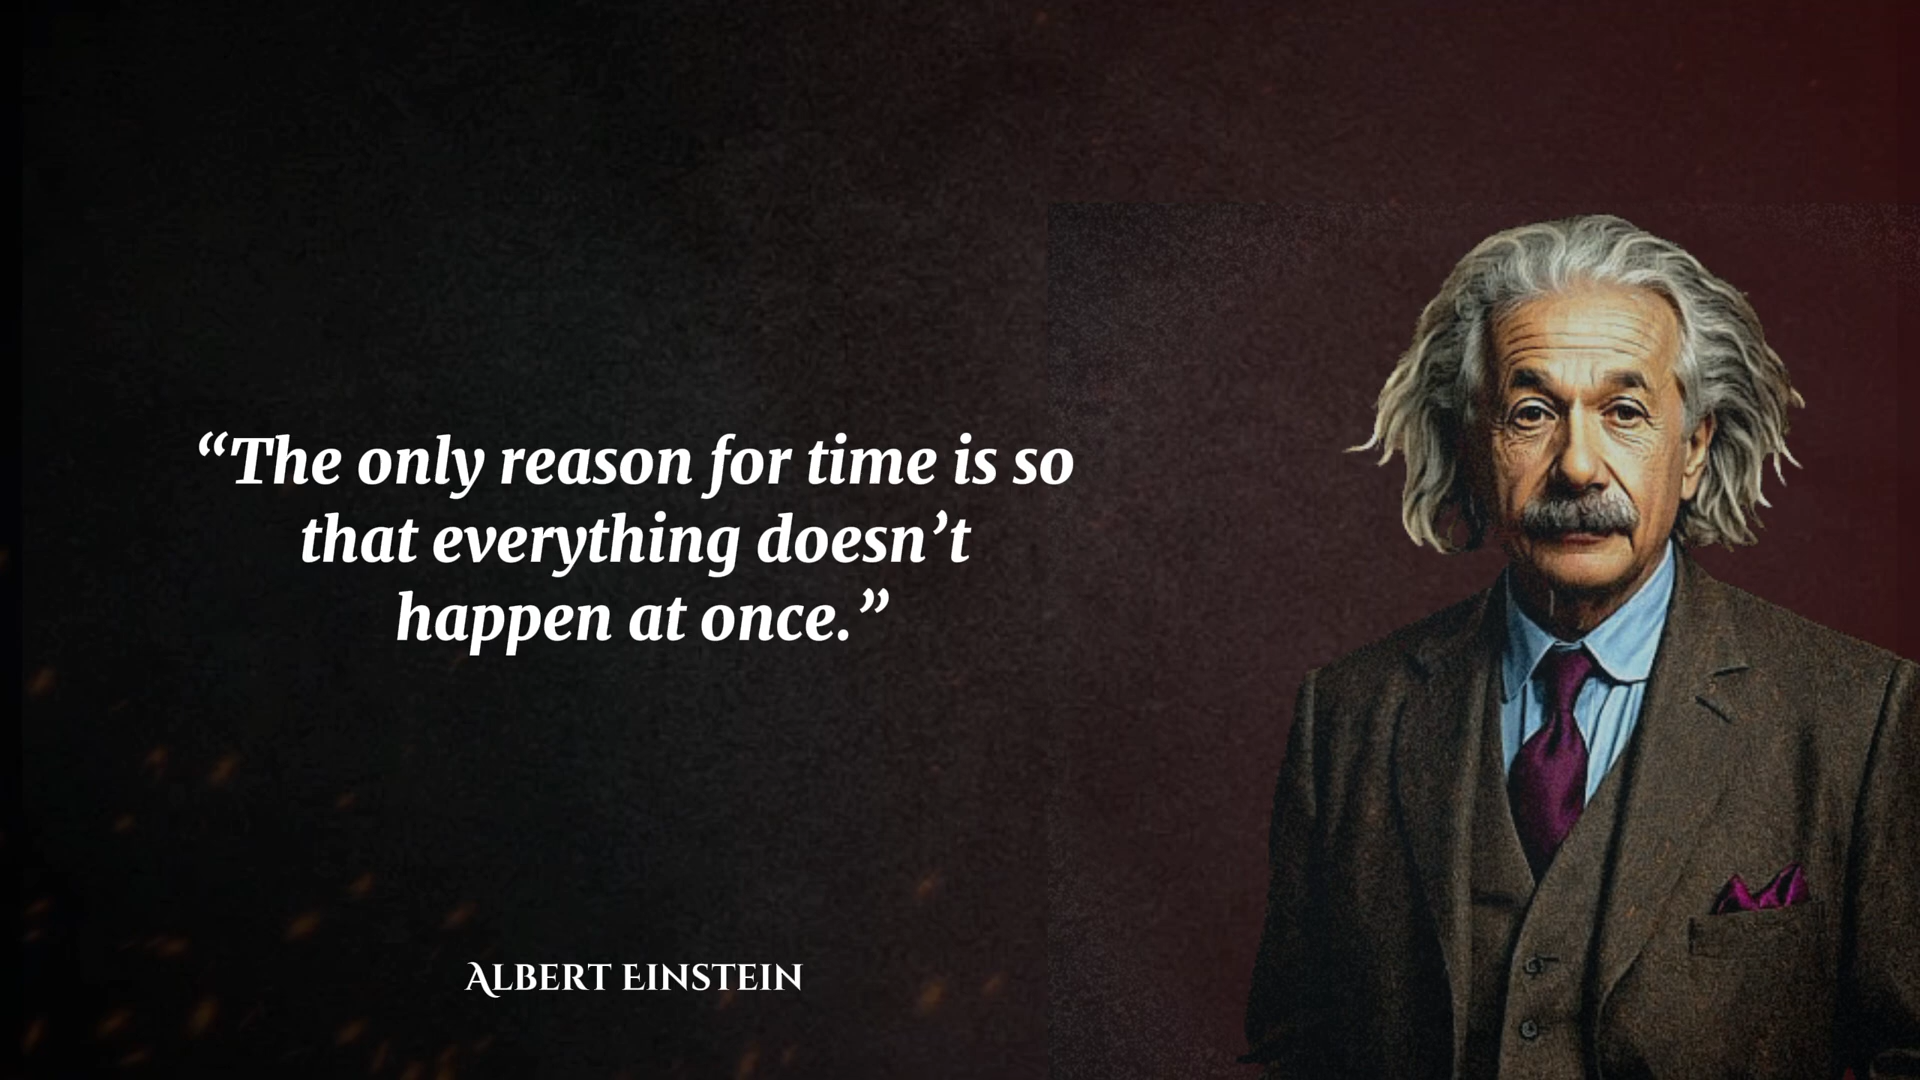 “The only reason for time is so
that everything doesn’t
happen at once.”
Albert Einstein